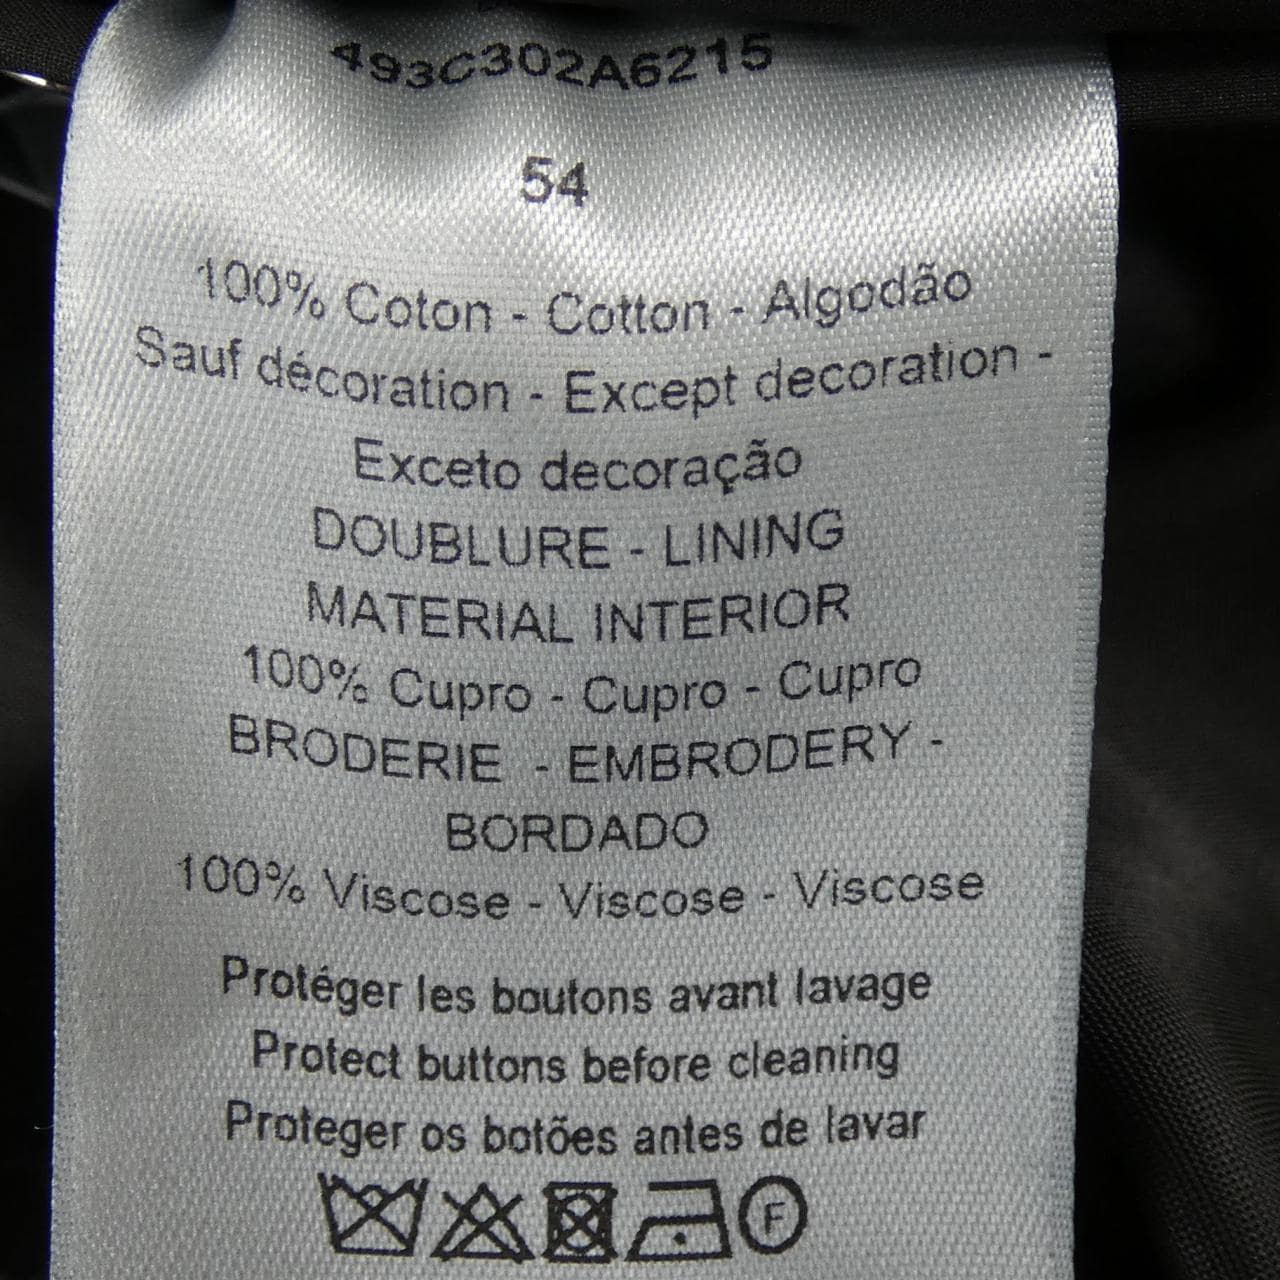 493C302A6215
54
100% Coton - Cotton - Algodão
Sauf décoration - Except decoration -
Exceto decoração
DOUBLURE - LINING
MATERIAL INTERIOR
100% Cupro - Cupro - Cupro
BRODERIE - EMBRODERY -
BORDADO
100% Viscose - Viscose - Viscose
Protéger les boutons avant lavage
Protect buttons before cleaning
Proteger os botões antes de lavar
F